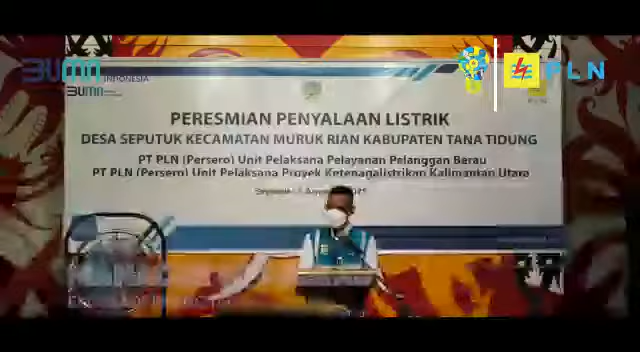 BUMN
INDONESIA
BUMN
PLN
PERESMIAN PENYALAAN LISTRIK
DESA SEPUTUK KECAMATAN MURUK RIAN KABUPATEN TANA TIDUNG
PT PLN (Persero) Unit Pelaksana Pelayanan Pelanggan Berau
PT PLN (Persero) Unit Pelaksana Proyek Ketenagalistrikan Kalimantan Utara